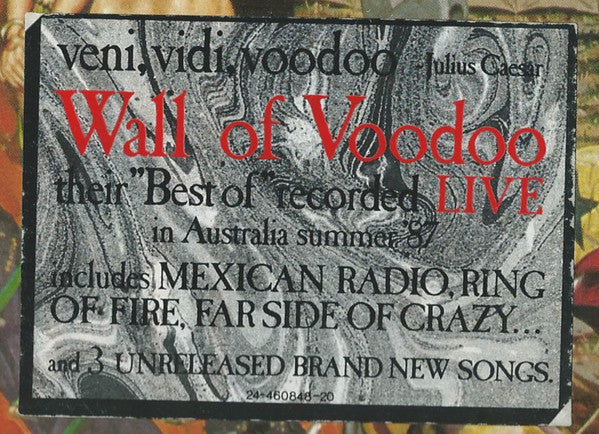 veni, vidi, voodoo -Julius Caesar
Wall of Voodoo
their "Best of" recorded LIVE
in Australia summer '87
includes MEXICAN RADIO, RING
OF FIRE, FAR SIDE OF CRAZY...
and 3 UNRELEASED BRAND NEW SONGS.
24-460848-20